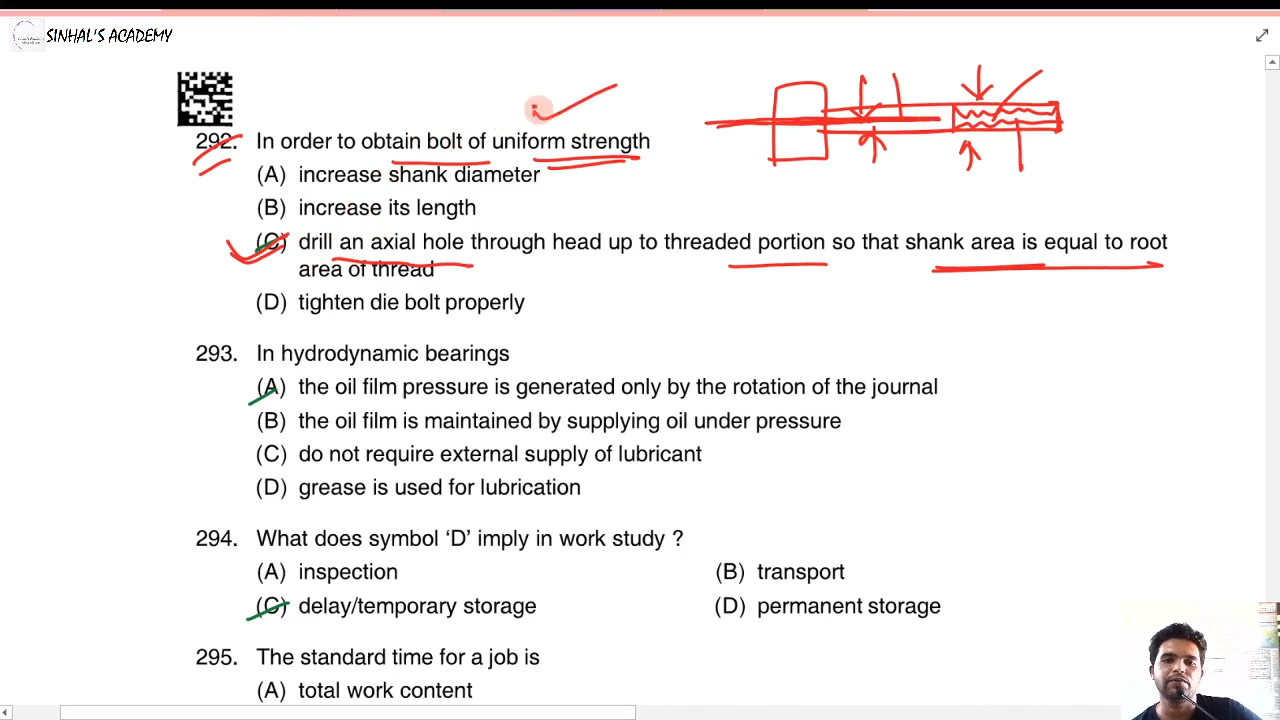 SINHAL'S ACADEMY
292. In order to obtain bolt of uniform strength
(A) increase shank diameter
(B) increase its length
(C) drill an axial hole through head up to threaded portion so that shank area is equal to root
area of thread
(D) tighten die bolt properly
293. In hydrodynamic bearings
(A) the oil film pressure is generated only by the rotation of the journal
(B) the oil film is maintained by supplying oil under pressure
(C) do not require external supply of lubricant
(D) grease is used for lubrication
294. What does symbol ‘D’ imply in work study ?
(A) inspection (B) transport
(C) delay/temporary storage (D) permanent storage
295. The standard time for a job is
(A) total work content